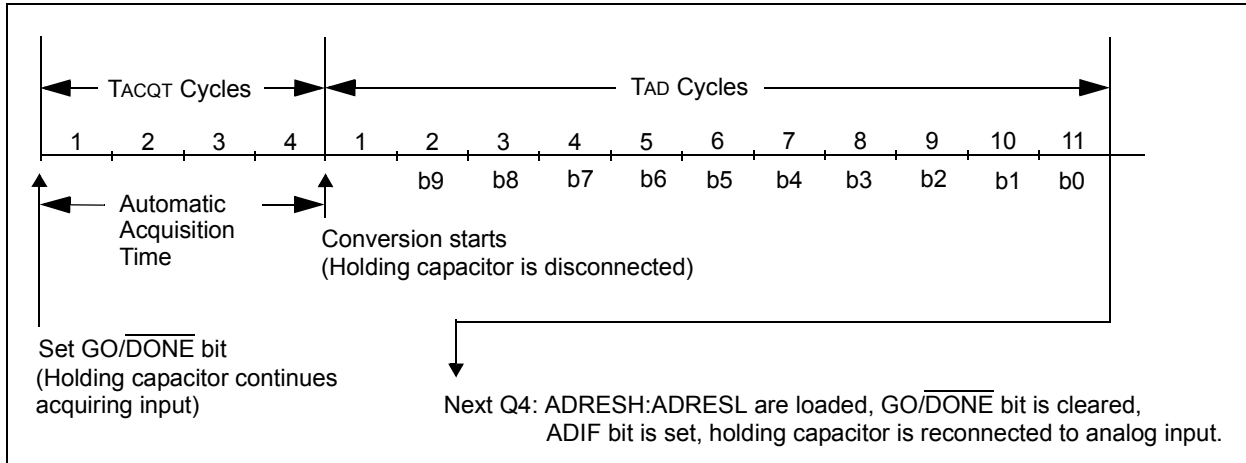 TACQT Cycles
TAD Cycles
1 2 3 4 1 2 3 4 5 6 7 8 9 10 11
b9 b8 b7 b6 b5 b4 b3 b2 b1 b0
Automatic
Acquisition
Time
Conversion starts
(Holding capacitor is disconnected)
Set GO/DONE bit
(Holding capacitor continues
acquiring input)
Next Q4: ADRESH:ADRESL are loaded, GO/DONE bit is cleared,
ADIF bit is set, holding capacitor is reconnected to analog input.